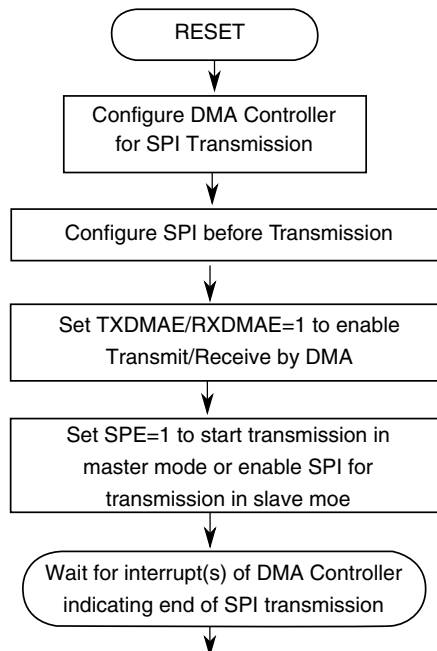 RESET
Configure DMA Controller
for SPI Transmission
Configure SPI before Transmission
Set TXDMAE/RXDMAE=1 to enable
Transmit/Receive by DMA
Set SPE=1 to start transmission in
master mode or enable SPI for
transmission in slave moe
Wait for interrupt(s) of DMA Controller
indicating end of SPI transmission